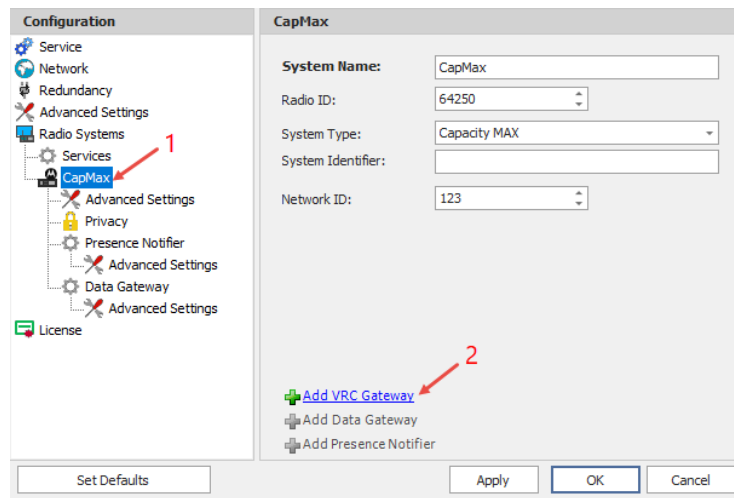 Configuration
Service
Network
Redundancy
Advanced Settings
Radio Systems
1
Services
CapMax
Advanced Settings
Privacy
Presence Notifier
Advanced Settings
Data Gateway
Advanced Settings
License
Set Defaults
CapMax
System Name: CapMax
Radio ID: 64250
System Type: Capacity MAX
System Identifier:
Network ID: 123
2
Add VRC Gateway
Add Data Gateway
Add Presence Notifier
Apply OK Cancel